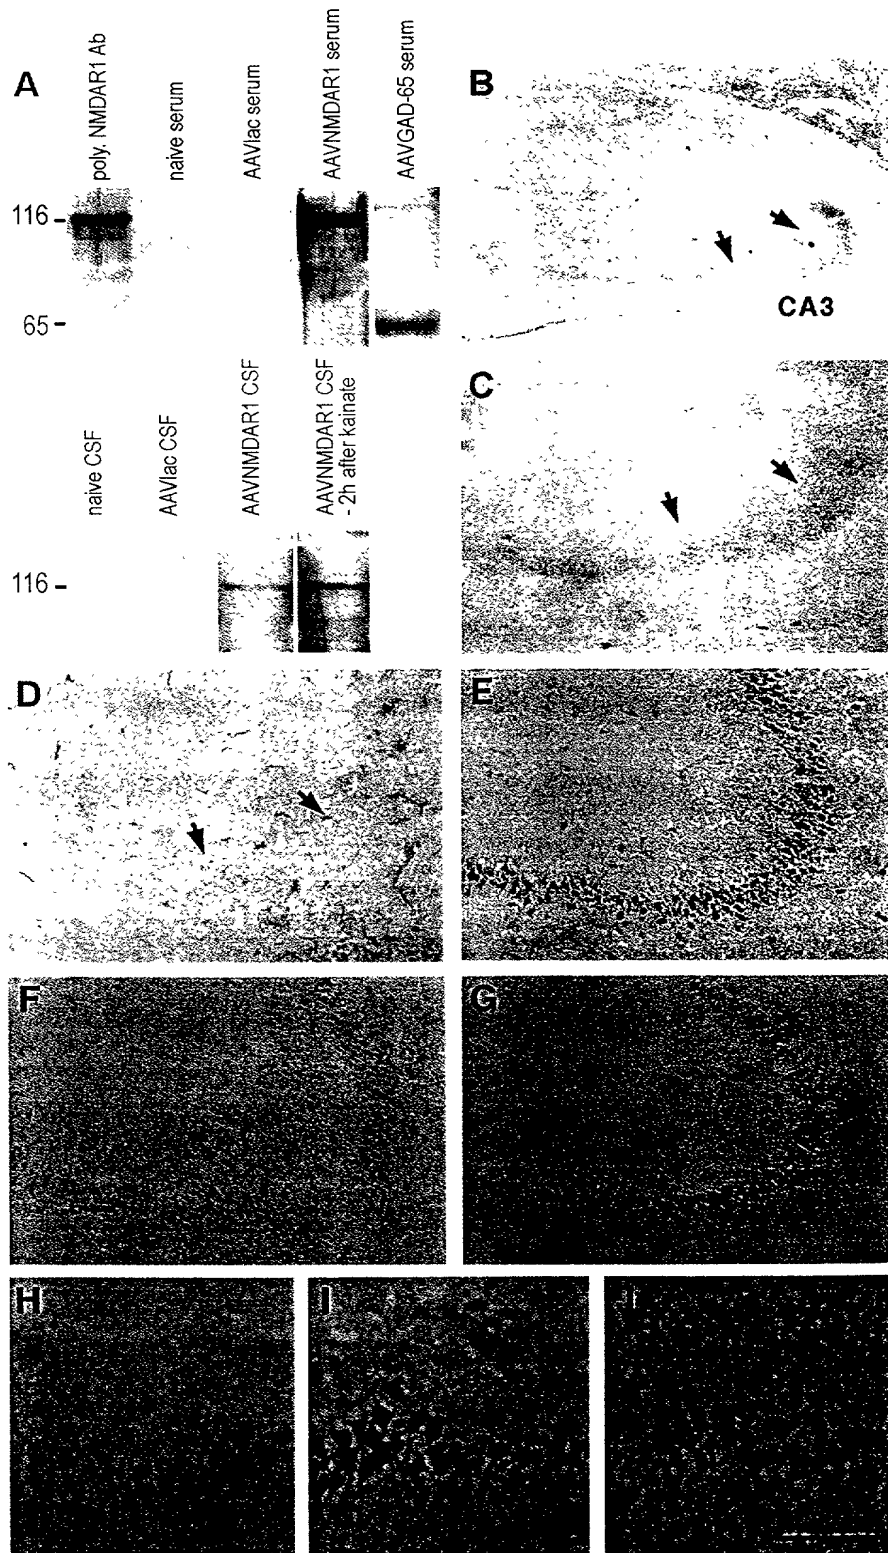 A
poly. NMDAR1 Ab
naive serum
AAVlac serum
AAVNMDAR1 serum
AAVGAD-65 serum
116
65
naive CSF
AAVlac CSF
AAVNMDAR1 CSF
AAVNMDAR1 CSF
- 2h after kainate
116
B
CA3
C
D
E
F
G
H
I
J